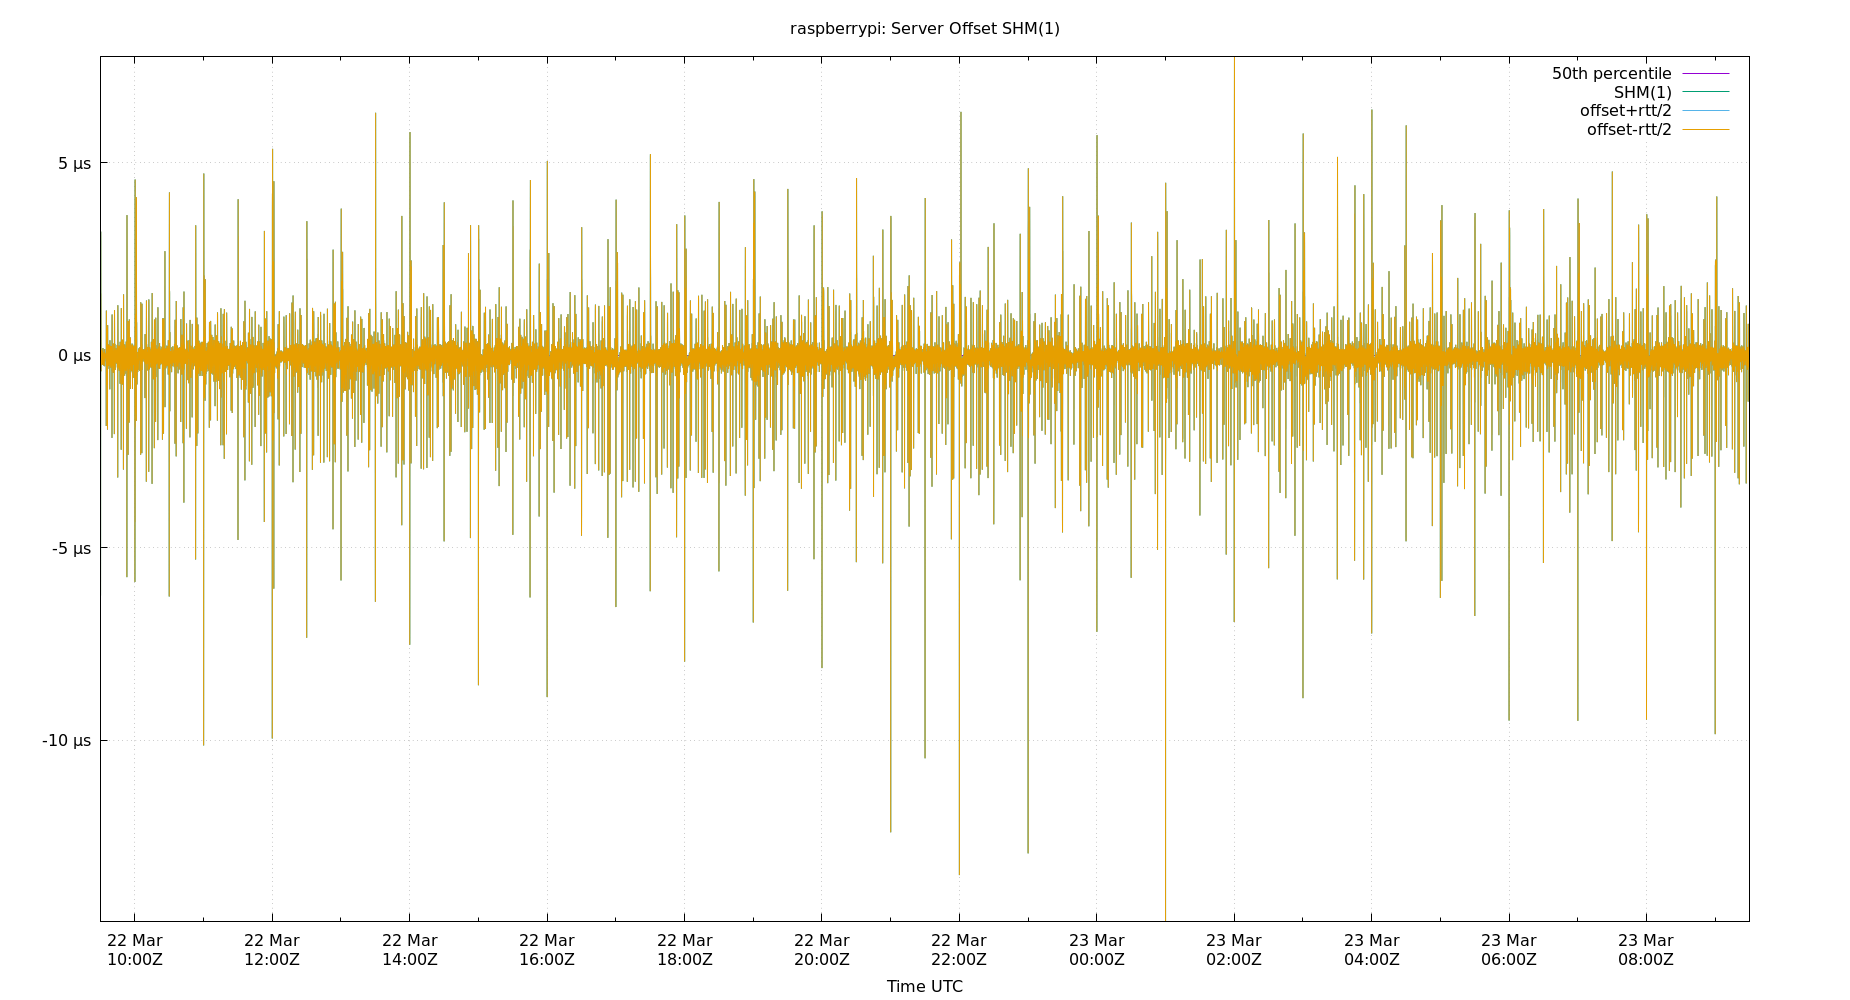 raspberrypi: Server Offset SHM(1)
50th percentile
SHM(1)
offset+rtt/2
offset-rtt/2
5 µs
0 µs
-5 µs
-10 µs
22 Mar 22 Mar 22 Mar 22 Mar 22 Mar 22 Mar 22 Mar 23 Mar 23 Mar 23 Mar 23 Mar 23 Mar
10:00Z 12:00Z 14:00Z 16:00Z 18:00Z 20:00Z 22:00Z 00:00Z 02:00Z 04:00Z 06:00Z 08:00Z
Time UTC